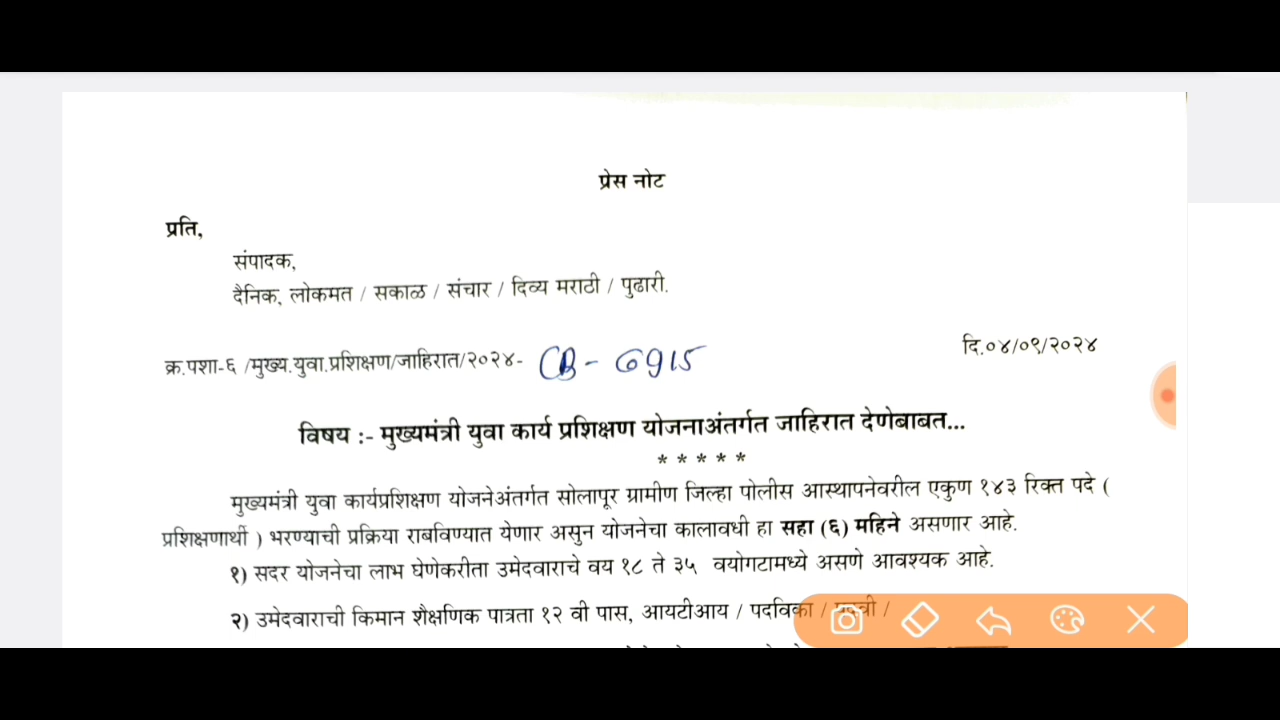 प्रेस नोट
प्रति,
संपादक,
दैनिक, लोकमत / सकाळ / संचार / दिव्य मराठी / पुढारी.
दि.०४/०९/२०२४
क्र.पशा-६ /मुख्य.युवा.प्रशिक्षण/जाहिरात/२०२४- CB - 6915
विषय :- मुख्यमंत्री युवा कार्य प्रशिक्षण योजनाअंतर्गत जाहिरात देणेबाबत...
* * * * *
मुख्यमंत्री युवा कार्यप्रशिक्षण योजनेअंतर्गत सोलापूर ग्रामीण जिल्हा पोलीस आस्थापनेवरील एकुण १४३ रिक्त पदे (
प्रशिक्षणार्थी ) भरण्याची प्रक्रिया राबविण्यात येणार असुन योजनेचा कालावधी हा सहा (६) महिने असणार आहे.
१) सदर योजनेचा लाभ घेणेकरीता उमेदवाराचे वय १८ ते ३५ वयोगटामध्ये असणे आवश्यक आहे.
२) उमेदवाराची किमान शैक्षणिक पात्रता १२ वी पास, आयटीआय / पदविका / पदवी /